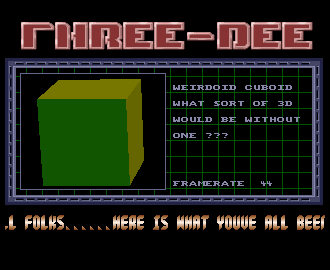 THREE-DEE
WEIRDOID CUBOID
WHAT SORT OF 3D
WOULD BE WITHOUT
ONE ???
FRAMERATE 44
L FOLKS......HERE IS WHAT YOUVE ALL BEEN